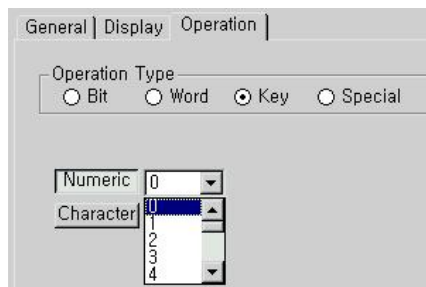 General Display Operation
Operation Type
Bit Word Key Special
Numeric 0
Character 0
1
2
3
4